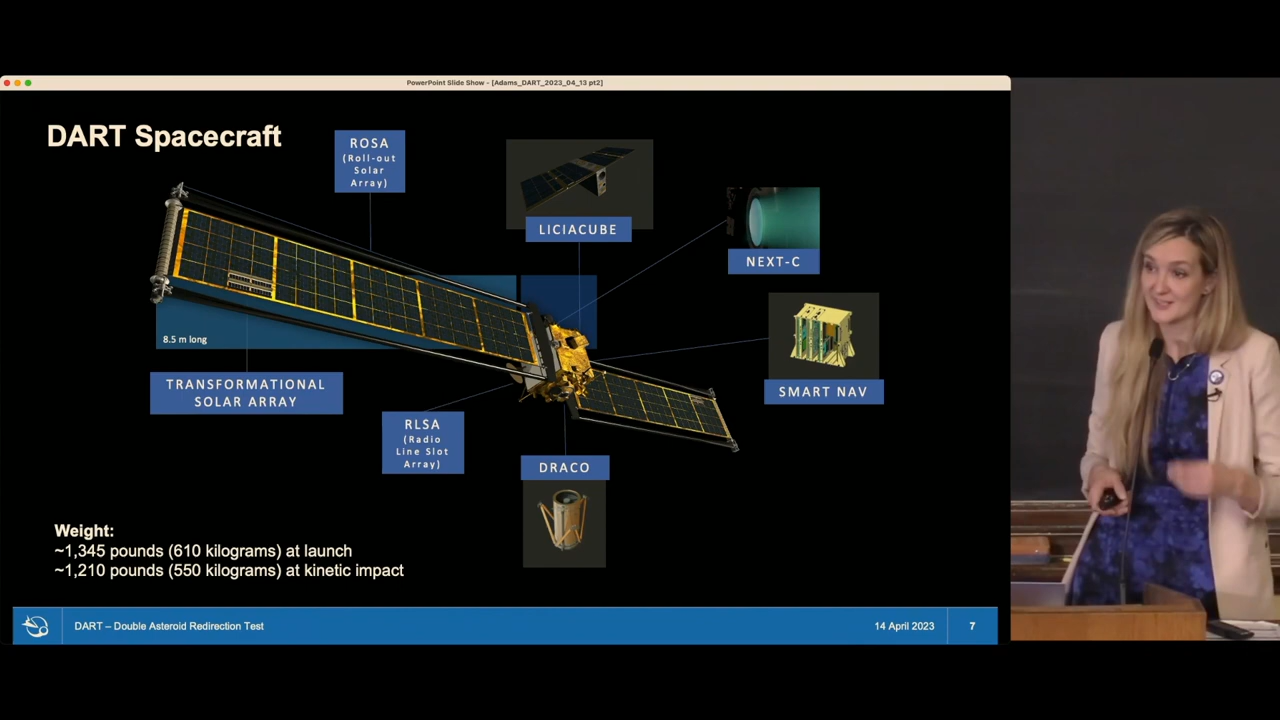 PowerPoint Slide Show - [Adams_DART_2023_04_13 pt2]
DART Spacecraft
ROSA
(Roll-out
Solar
Array)
LICIACUBE
NEXT-C
8.5 m long
SMART NAV
TRANSFORMATIONAL
SOLAR ARRAY
RLSA
(Radio
Line Slot
Array)
DRACO
Weight:
~1,345 pounds (610 kilograms) at launch
~1,210 pounds (550 kilograms) at kinetic impact
DART – Double Asteroid Redirection Test
14 April 2023
7